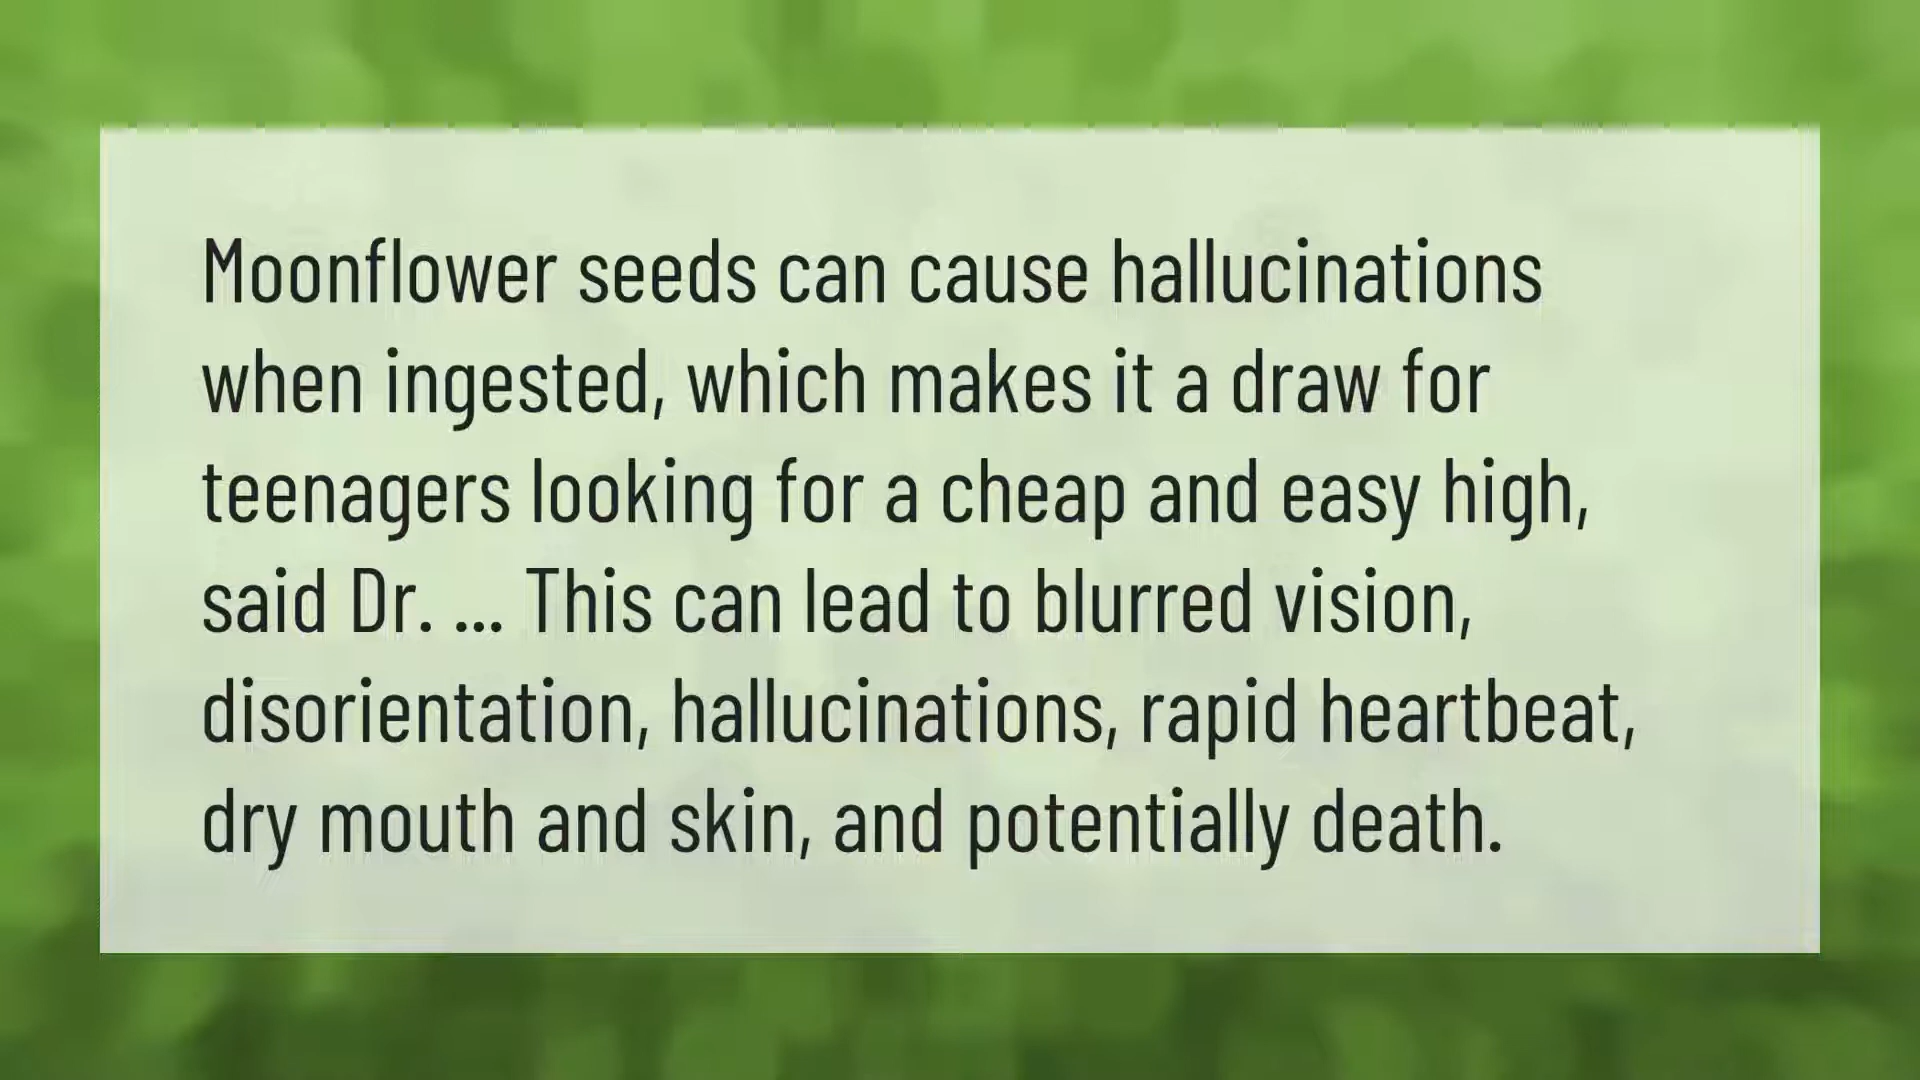 Moonflower seeds can cause hallucinations
when ingested, which makes it a draw for
teenagers looking for a cheap and easy high,
said Dr. ... This can lead to blurred vision,
disorientation, hallucinations, rapid heartbeat,
dry mouth and skin, and potentially death.